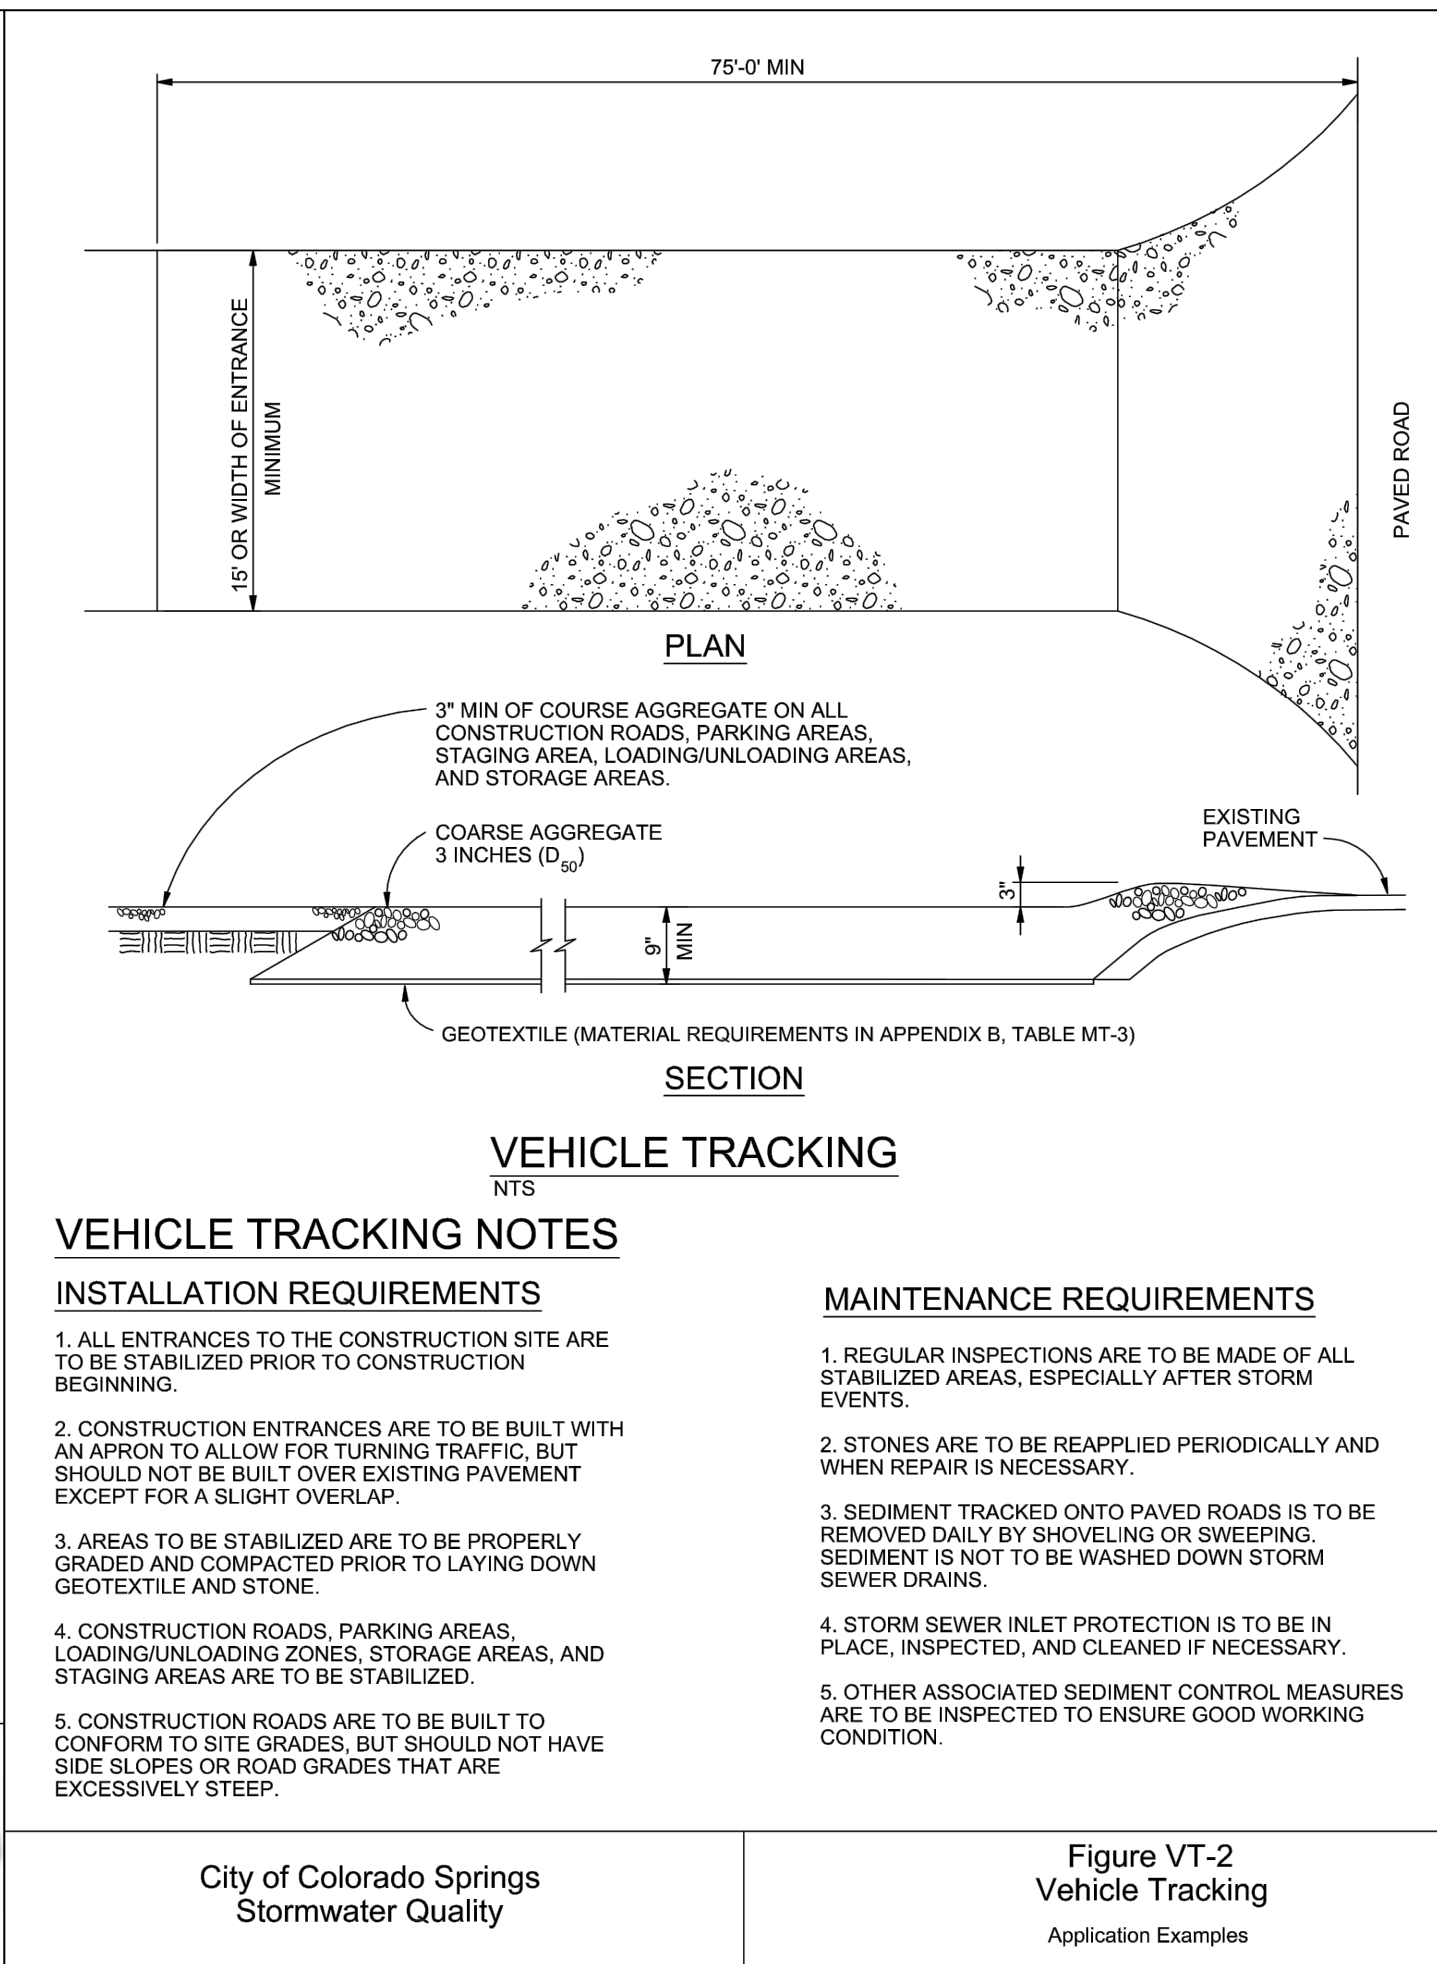 75'-0' MIN
15' OR WIDTH OF ENTRANCE
MINIMUM
PAVED ROAD
PLAN
3" MIN OF COURSE AGGREGATE ON ALL
CONSTRUCTION ROADS, PARKING AREAS,
STAGING AREA, LOADING/UNLOADING AREAS,
AND STORAGE AREAS.
COARSE AGGREGATE
3 INCHES (D50)
EXISTING
PAVEMENT
3"
9"
MIN
GEOTEXTILE (MATERIAL REQUIREMENTS IN APPENDIX B, TABLE MT-3)
SECTION
VEHICLE TRACKING
NTS
VEHICLE TRACKING NOTES
INSTALLATION REQUIREMENTS
1. ALL ENTRANCES TO THE CONSTRUCTION SITE ARE
TO BE STABILIZED PRIOR TO CONSTRUCTION
BEGINNING.
2. CONSTRUCTION ENTRANCES ARE TO BE BUILT WITH
AN APRON TO ALLOW FOR TURNING TRAFFIC, BUT
SHOULD NOT BE BUILT OVER EXISTING PAVEMENT
EXCEPT FOR A SLIGHT OVERLAP.
3. AREAS TO BE STABILIZED ARE TO BE PROPERLY
GRADED AND COMPACTED PRIOR TO LAYING DOWN
GEOTEXTILE AND STONE.
4. CONSTRUCTION ROADS, PARKING AREAS,
LOADING/UNLOADING ZONES, STORAGE AREAS, AND
STAGING AREAS ARE TO BE STABILIZED.
5. CONSTRUCTION ROADS ARE TO BE BUILT TO
CONFORM TO SITE GRADES, BUT SHOULD NOT HAVE
SIDE SLOPES OR ROAD GRADES THAT ARE
EXCESSIVELY STEEP.
MAINTENANCE REQUIREMENTS
1. REGULAR INSPECTIONS ARE TO BE MADE OF ALL
STABILIZED AREAS, ESPECIALLY AFTER STORM
EVENTS.
2. STONES ARE TO BE REAPPLIED PERIODICALLY AND
WHEN REPAIR IS NECESSARY.
3. SEDIMENT TRACKED ONTO PAVED ROADS IS TO BE
REMOVED DAILY BY SHOVELING OR SWEEPING.
SEDIMENT IS NOT TO BE WASHED DOWN STORM
SEWER DRAINS.
4. STORM SEWER INLET PROTECTION IS TO BE IN
PLACE, INSPECTED, AND CLEANED IF NECESSARY.
5. OTHER ASSOCIATED SEDIMENT CONTROL MEASURES
ARE TO BE INSPECTED TO ENSURE GOOD WORKING
CONDITION.
City of Colorado Springs
Stormwater Quality
Figure VT-2
Vehicle Tracking
Application Examples